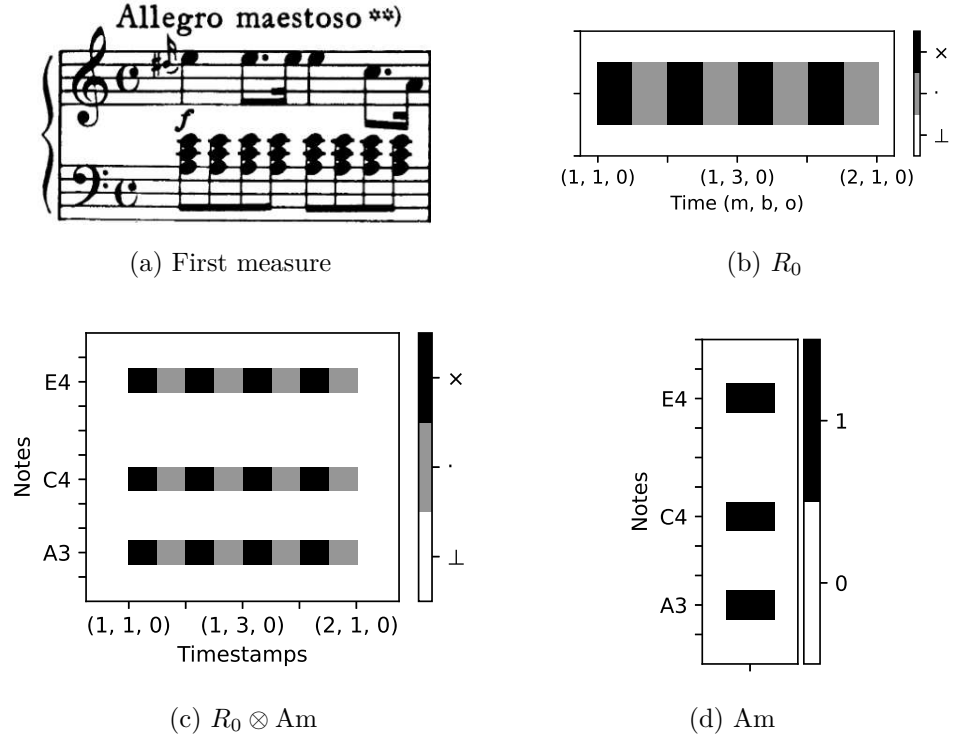 Allegro maestoso **)
f
(a) First measure
×
·
⊥
(1, 1, 0) (1, 3, 0) (2, 1, 0)
Time (m, b, o)
(b) R₀
E4
C4
A3
Notes
×
·
⊥
(1, 1, 0) (1, 3, 0) (2, 1, 0)
Timestamps
(c) R₀ ⊗ Am
E4
C4
A3
Notes
1
0
(d) Am